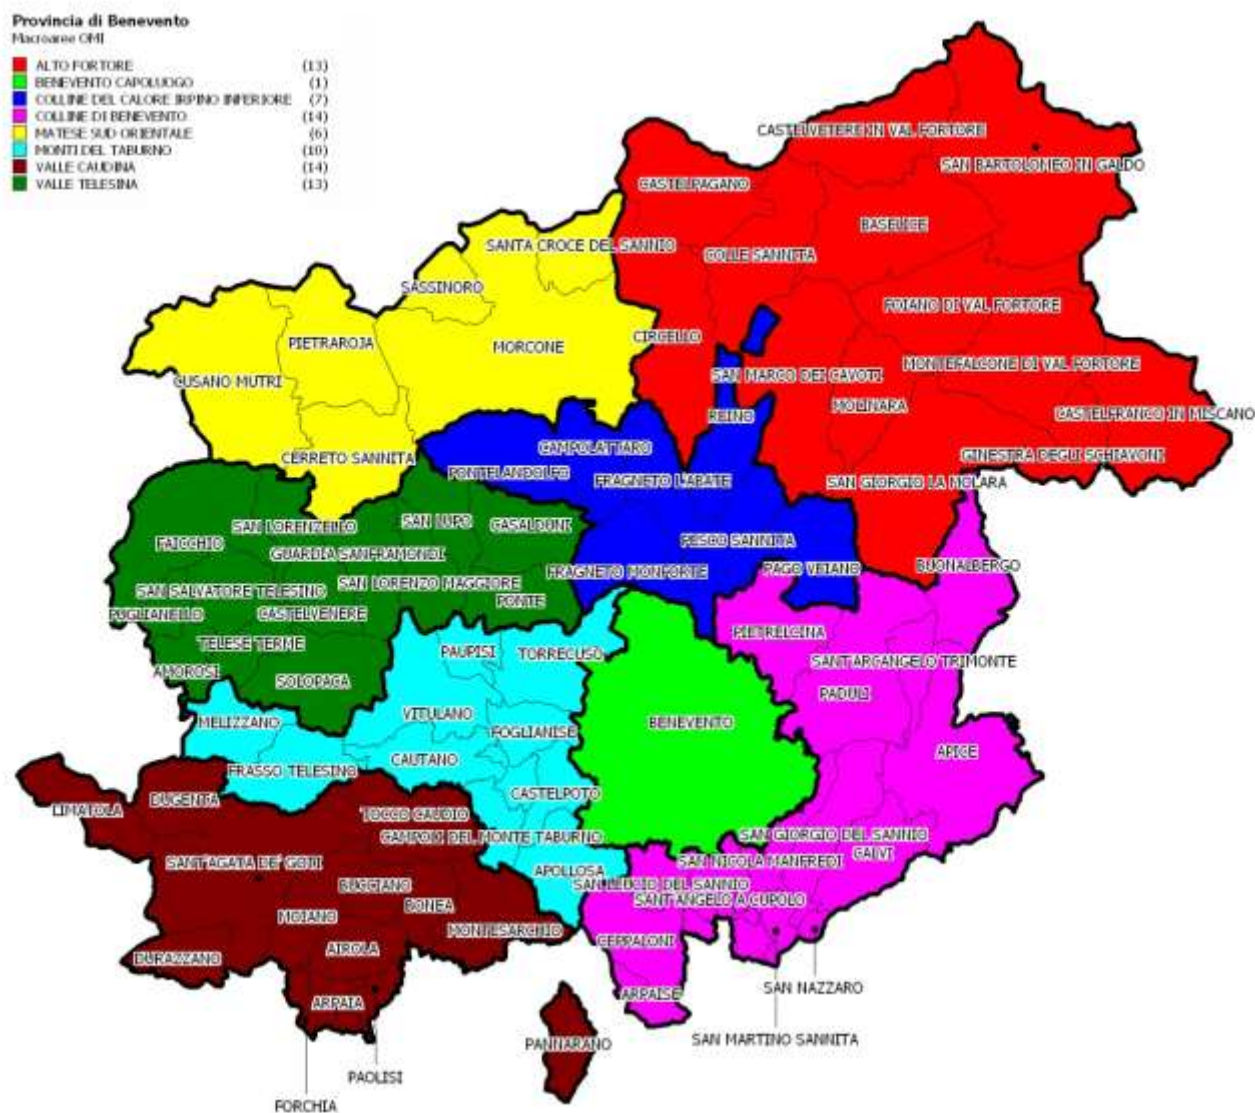 Provincia di Benevento
Macroaree OMI
ALTO FORTORE (13)
BENEVENTO CAPOLUOGO (1)
COLLINE DEL CALORE IRPINO INFERIORE (7)
COLLINE DI BENEVENTO (14)
MATESE SUD ORIENTALE (6)
MONTI DEL TABURNO (10)
VALLE CAUDINA (14)
VALLE TELESINA (13)
CASTELVETERE IN VAL FORTORE
SAN BARTOLOMEO IN GALDO
CASTELPAGANO
BASELICE
SANTA CROCE DEL SANNIO
COLLE SANNITA
SASSINORO
FOIANO DI VAL FORTORE
CIRCELLO
PIETRAROJA
MORCONE
MONTEFALCONE DI VAL FORTORE
SAN MARCO DEI CAVOTI
CUSANO MUTRI
MOLINARA
REINO
CASTELFRANCO IN MISCANO
CAMPOLATTARO
CERRETO SANNITA
GINESTRA DEGLI SCHIAVONI
PONTELANDOLFO
FRAGNETO L'ABATE
SAN GIORGIO LA MOLARA
SAN LUPO
SAN LORENZELLO
CASALDUNI
PESCO SANNITA
FAICCHIO
GUARDIA SANFRAMONDI
BUONALBERGO
PAGO VEIANO
FRAGNETO MONFORTE
SAN LORENZO MAGGIORE
SAN SALVATORE TELESINO
PONTE
PUGLIANELLO
CASTELVENERE
PIETRELCINA
TELESE TERME
PAUPISI
TORRECUSO
SANT'ARCANGELO TRIMONTE
AMOROSI
SOLOPACA
PADULI
VITULANO
MELIZZANO
BENEVENTO
FOGLIANISE
APICE
CAUTANO
FRASSO TELESINO
CASTELPOTO
DUGENTA
LIMATOLA
TOCCO CAUDIO
CAMPOLI DEL MONTE TABURNO
SAN GIORGIO DEL SANNIO
CALVI
SANT'AGATA DE' GOTI
SAN NICOLA MANFREDI
APOLLOSA
BUCCIANO
SAN LEUCIO DEL SANNIO
SANT'ANGELO A CUPOLO
BONEA
MOIANO
MONTESARCHIO
CEPPALONI
AIROLA
DURAZZANO
SAN NAZZARO
ARPAISE
ARPAIA
SAN MARTINO SANNITA
PANNARANO
PAOLISI
FORCHIA